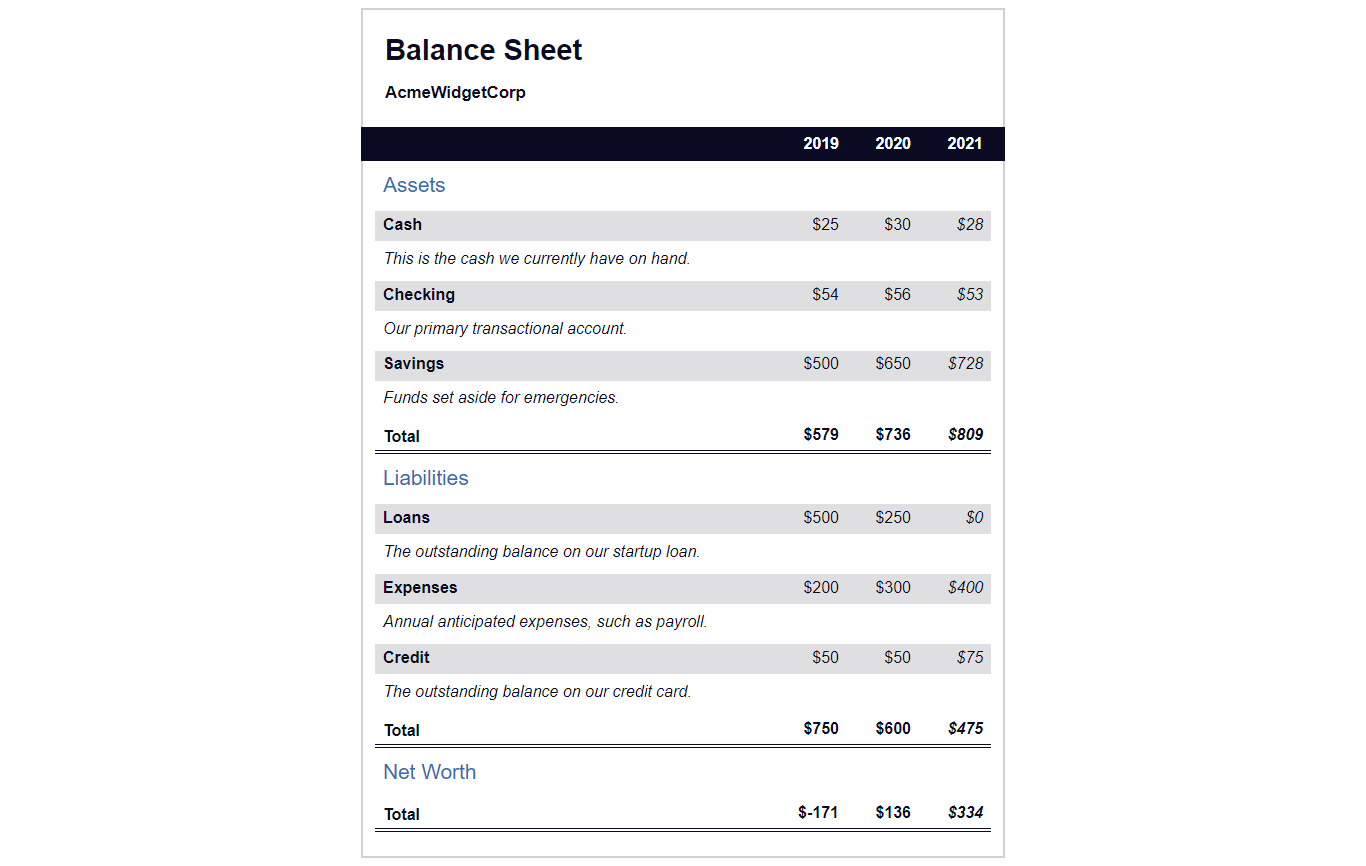 Balance Sheet
AcmeWidgetCorp
2019 2020 2021
Assets
Cash $25 $30 $28
This is the cash we currently have on hand.
Checking $54 $56 $53
Our primary transactional account.
Savings $500 $650 $728
Funds set aside for emergencies.
Total $579 $736 $809
Liabilities
Loans $500 $250 $0
The outstanding balance on our startup loan.
Expenses $200 $300 $400
Annual anticipated expenses, such as payroll.
Credit $50 $50 $75
The outstanding balance on our credit card.
Total $750 $600 $475
Net Worth
Total $-171 $136 $334